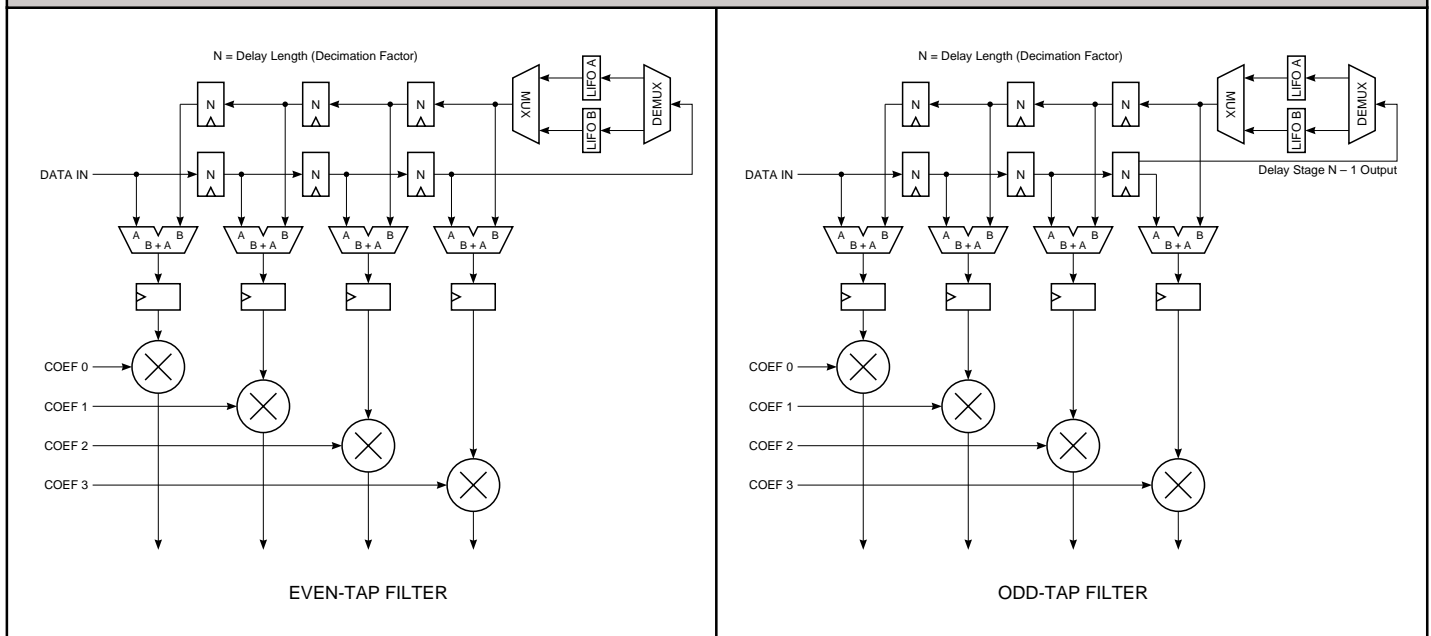 N = Delay Length (Decimation Factor)
LIFO A
LIFO B
MUX
DEMUX
N
N
N
DATA IN
N
N
N
A B
B + A
A B
B + A
A B
B + A
A B
B + A
COEF 0
COEF 1
COEF 2
COEF 3
EVEN-TAP FILTER
N = Delay Length (Decimation Factor)
LIFO A
LIFO B
MUX
DEMUX
N
N
N
DATA IN
N
N
N
Delay Stage N – 1 Output
A B
B + A
A B
B + A
A B
B + A
A B
B + A
COEF 0
COEF 1
COEF 2
COEF 3
ODD-TAP FILTER